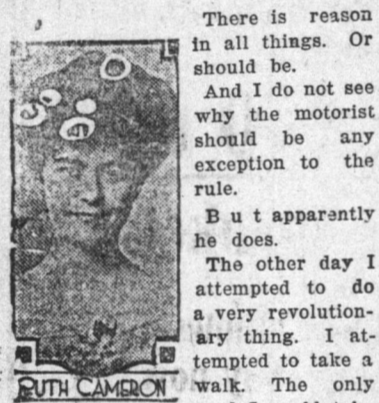 There is reason
in all things. Or
should be.
And I do not see
why the motorist
should be any
exception to the
rule.
But apparently
he does.
The other day I
attempted to do
a very revolution-
ary thing. I at-
tempted to take a
walk. The only
RUTH CAMERON